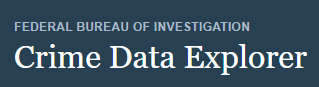 FEDERAL BUREAU OF INVESTIGATION
Crime Data Explorer